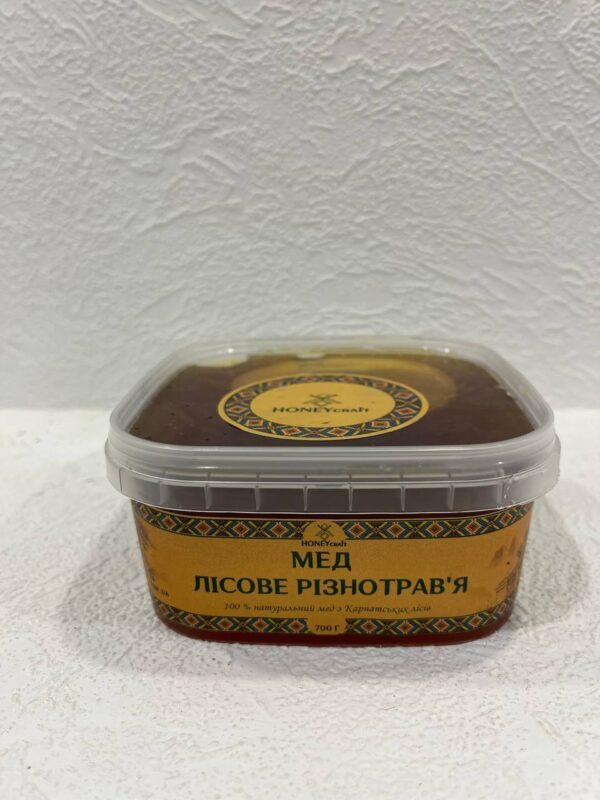 HONEYCRAFT
HONEYCRAFT
МЕД
ЛІСОВЕ РІЗНОТРАВ'Я
100 % натуральний мед з Карпатських лісів
700 Г